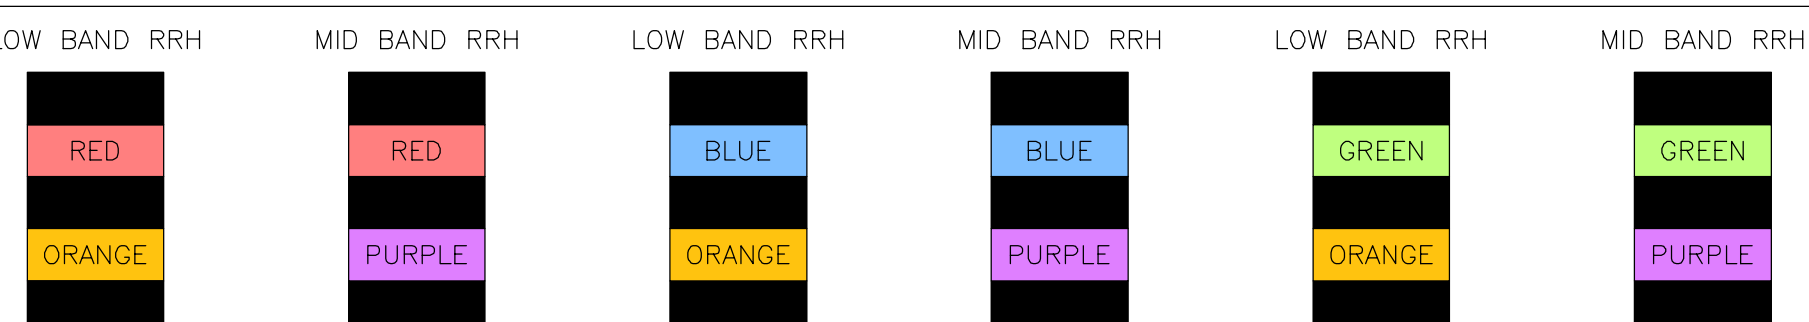 LOW BAND RRH MID BAND RRH LOW BAND RRH MID BAND RRH LOW BAND RRH MID BAND RRH
RED RED BLUE BLUE GREEN GREEN
ORANGE PURPLE ORANGE PURPLE ORANGE PURPLE